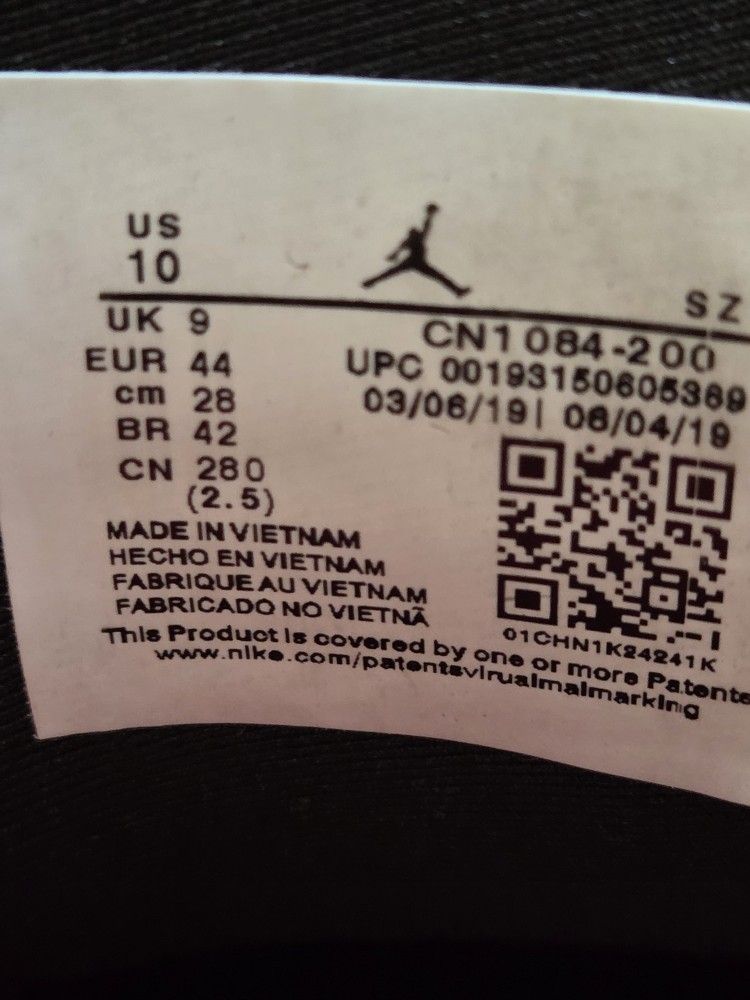 US
10
SZ
UK 9
EUR 44
cm 28
BR 42
CN 280
(2.5)
CN1084-200
UPC 00193150605369
03/06/19| 06/04/19
MADE IN VIETNAM
HECHO EN VIETNAM
FABRIQUE AU VIETNAM
FABRICADO NO VIETNÃ
01CHN1K24241K
This Product is covered by one or more Patents
www.nike.com/patentsvirualmalmarking